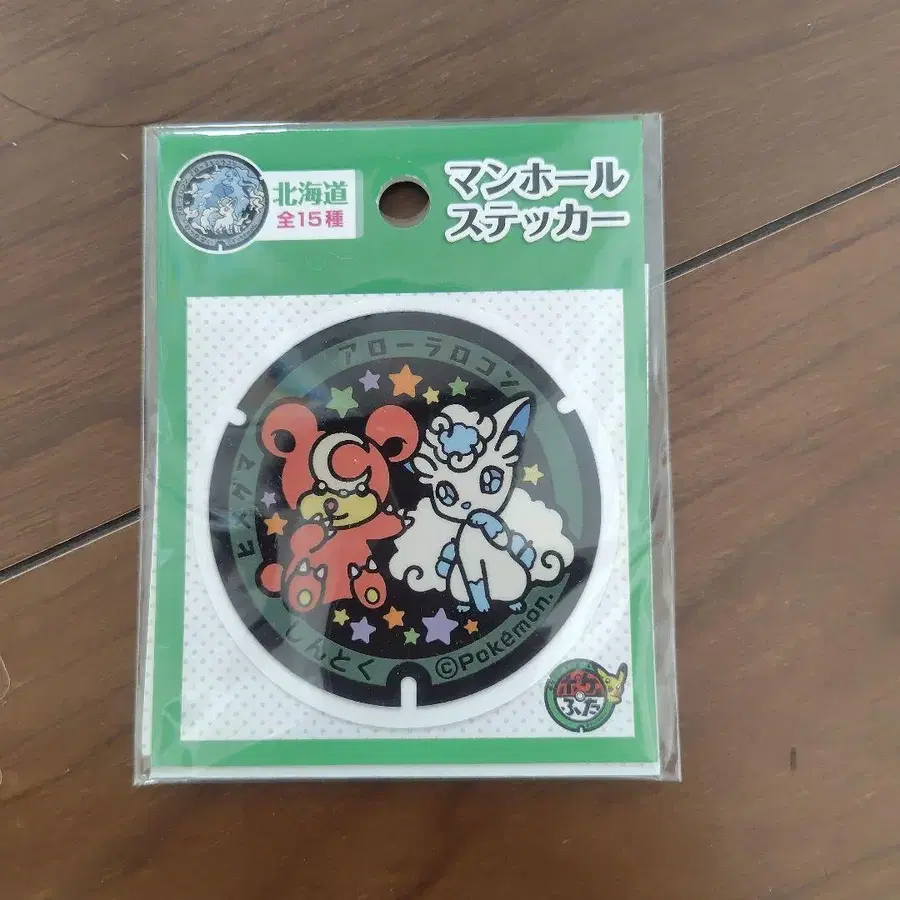 北海道
全15種
マンホール
ステッカー
アローラロコン
ヒメグマ
しんとく
©Pokémon.
ポケ
ふた